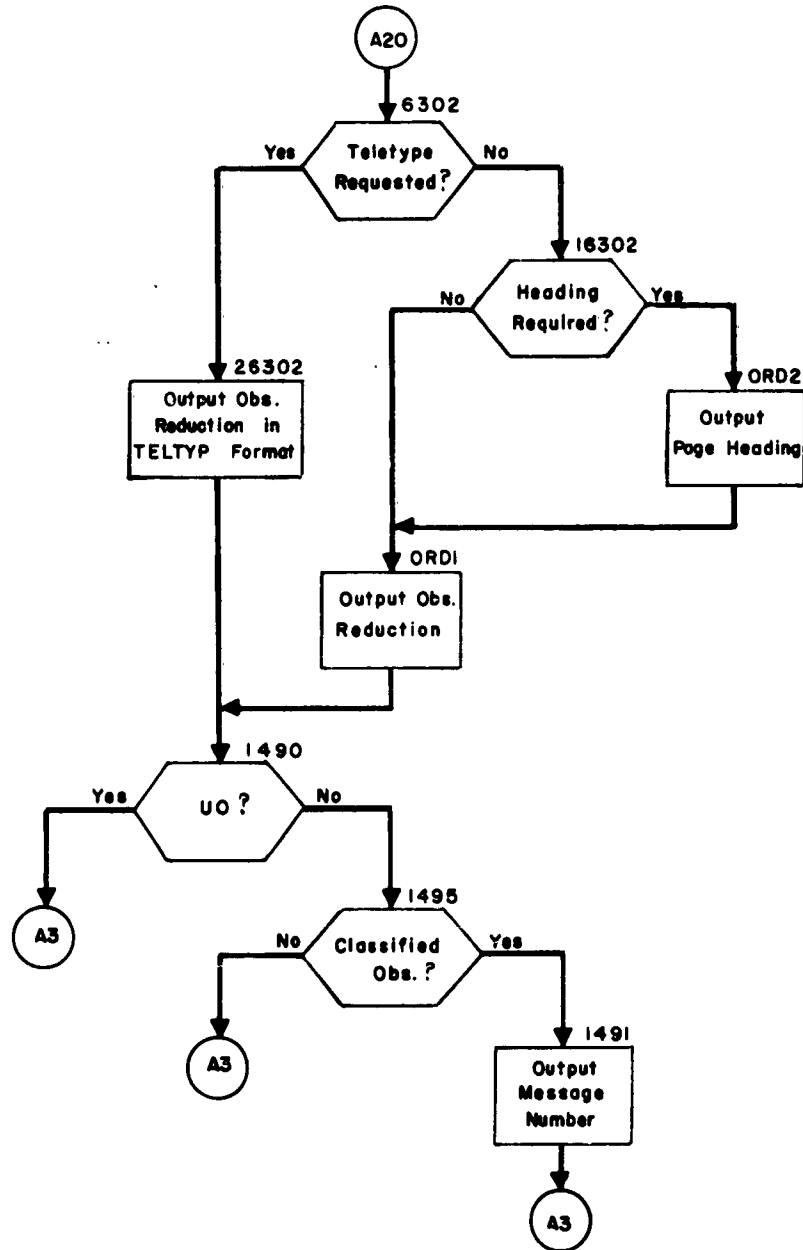 A20
6302
Yes
Teletype
Requested?
No
16302
No
Heading
Required?
Yes
26302
Output Obs.
Reduction in
TELTYP Format
ORD2
Output
Page Heading
ORD1
Output Obs.
Reduction
1490
Yes
UO?
No
A3
1495
No
Classified
Obs.?
Yes
A3
1491
Output
Message
Number
A3